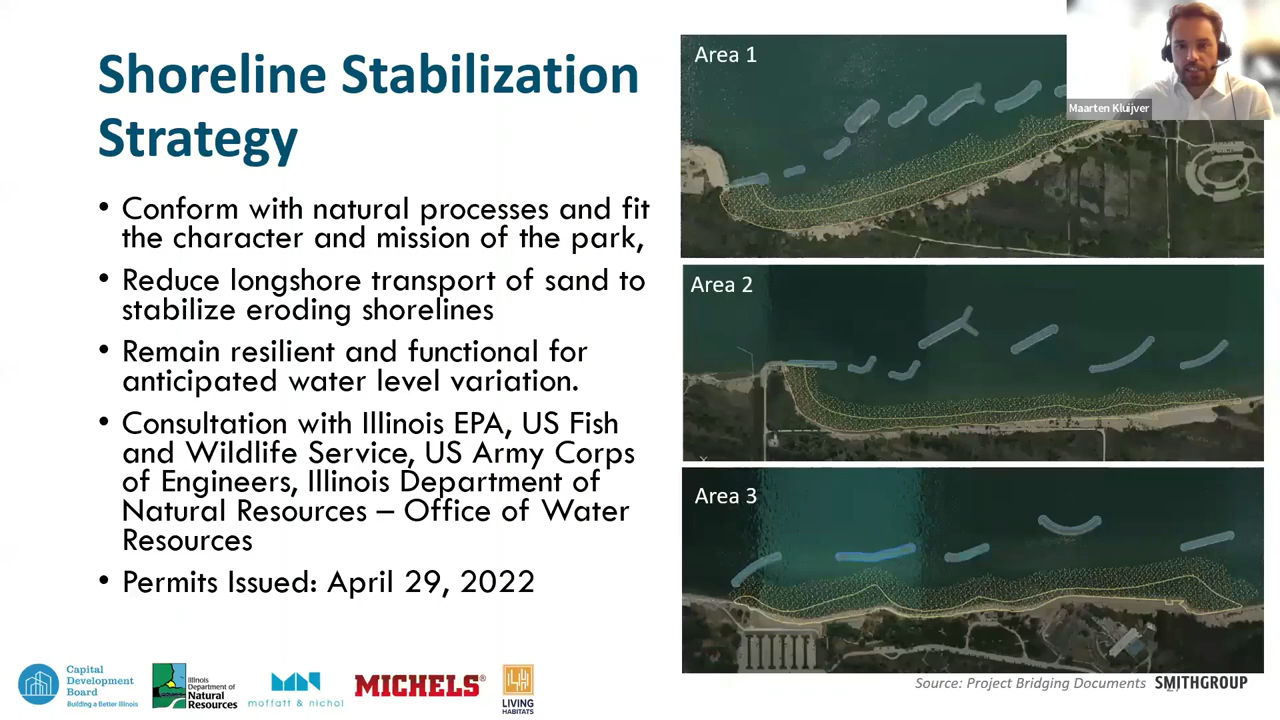 Shoreline Stabilization
Strategy
• Conform with natural processes and fit
the character and mission of the park,
• Reduce longshore transport of sand to
stabilize eroding shorelines
• Remain resilient and functional for
anticipated water level variation.
• Consultation with Illinois EPA, US Fish
and Wildlife Service, US Army Corps
of Engineers, Illinois Department of
Natural Resources – Office of Water
Resources
• Permits Issued: April 29, 2022
Area 1
Maarten Kluijver
Area 2
Area 3
Source: Project Bridging Documents
SMITHGROUP
Capital
Development
Board
Building a Better Illinois
Illinois
Department of
Natural
Resources
moffatt & nichol
MICHELS®
LIVING
HABITATS